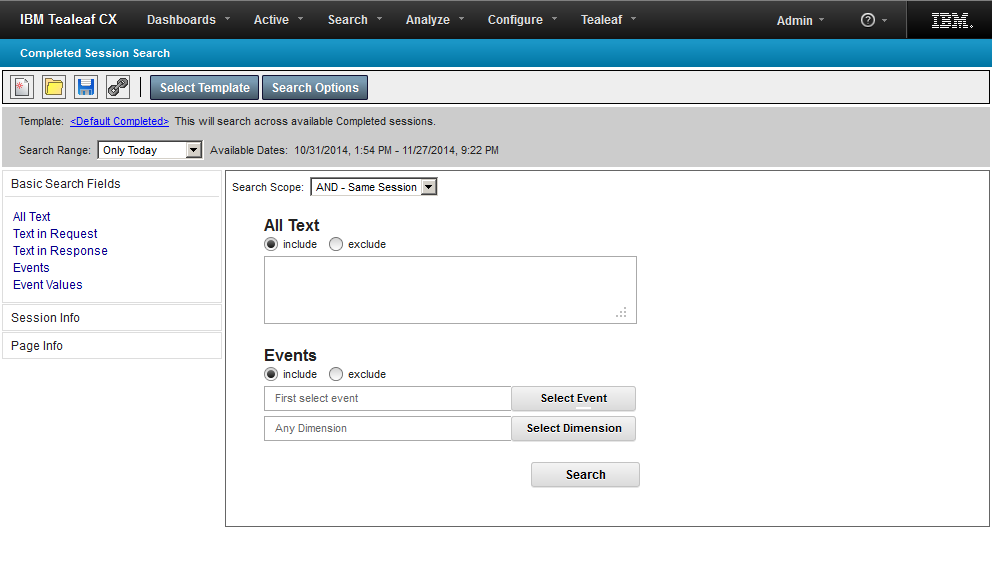 IBM Tealeaf CX Dashboards Active Search Analyze Configure Tealeaf Admin ? IBM.
Completed Session Search
Select Template Search Options
Template: <Default Completed> This will search across available Completed sessions.
Search Range: Only Today Available Dates: 10/31/2014, 1:54 PM - 11/27/2014, 9:22 PM
Basic Search Fields
All Text
Text in Request
Text in Response
Events
Event Values
Session Info
Page Info
Search Scope: AND - Same Session
All Text
include exclude
Events
include exclude
First select event Select Event
Any Dimension Select Dimension
Search